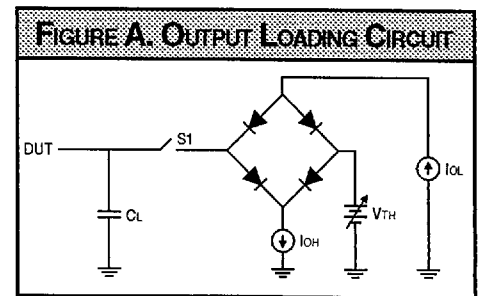 FIGURE A. OUTPUT LOADING CIRCUIT
DUT
S1
CL
IOH
VTH
IOL